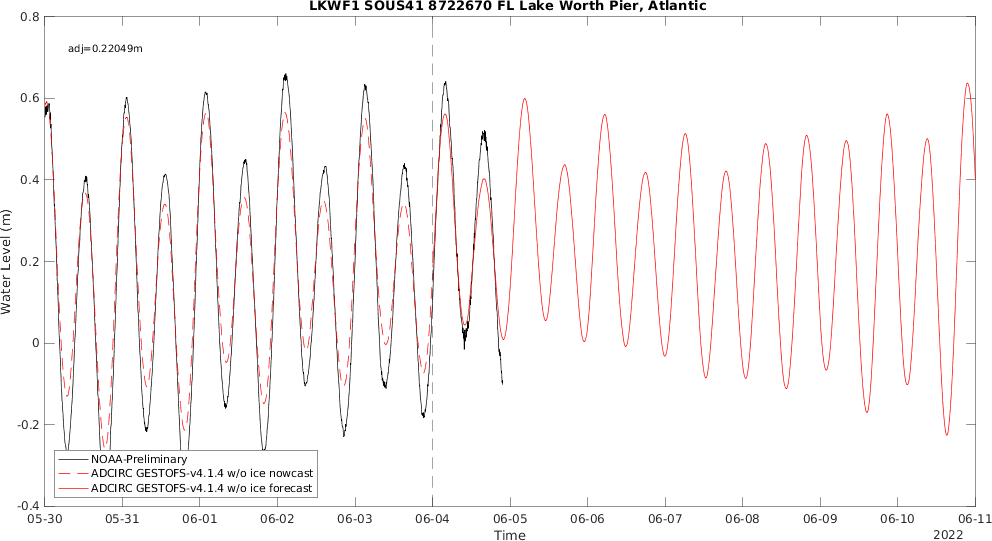 LKWF1 SOUS41 8722670 FL Lake Worth Pier, Atlantic
adj=0.22049m
Water Level (m)
0.8
0.6
0.4
0.2
0
-0.2
-0.4
NOAA-Preliminary
ADCIRC GESTOFS-v4.1.4 w/o ice nowcast
ADCIRC GESTOFS-v4.1.4 w/o ice forecast
05-30 05-31 06-01 06-02 06-03 06-04 06-05 06-06 06-07 06-08 06-09 06-10 06-11
Time
2022